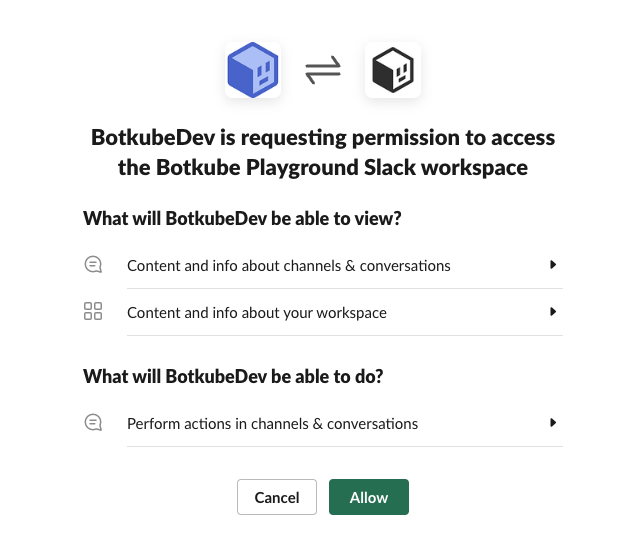 BotkubeDev is requesting permission to access
the Botkube Playground Slack workspace
What will BotkubeDev be able to view?
Content and info about channels & conversations
Content and info about your workspace
What will BotkubeDev be able to do?
Perform actions in channels & conversations
Cancel
Allow